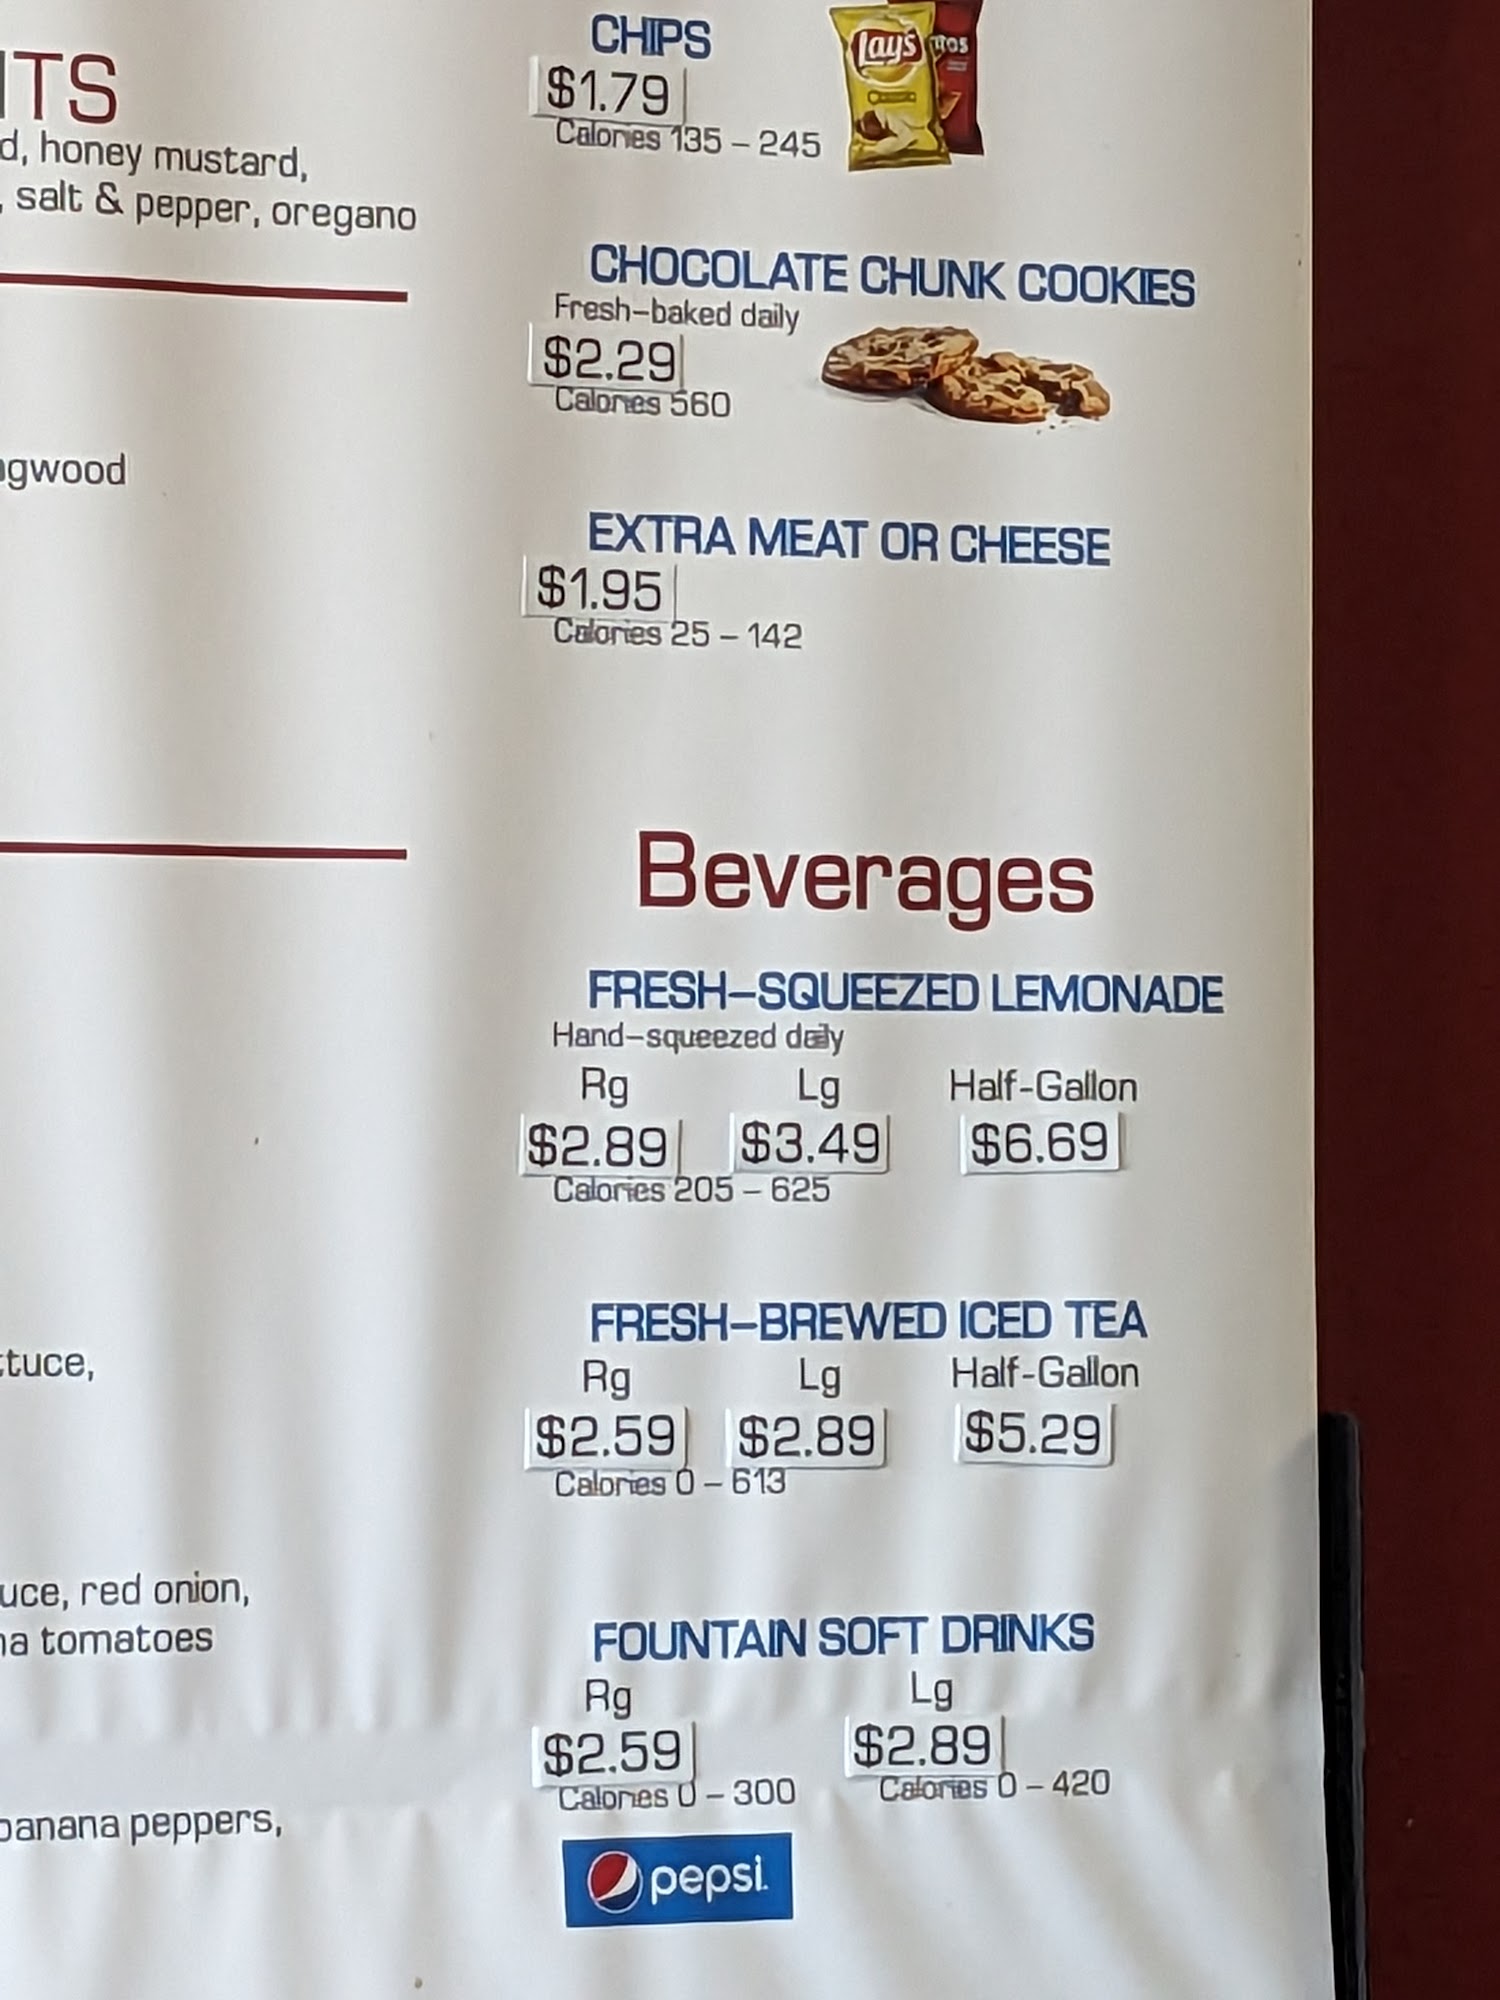 d, honey mustard,
, salt & pepper, oregano
gwood
tuce,
uce, red onion,
a tomatoes
banana peppers,
CHIPS
$1.79
Calories 135 – 245
Lay's
CHOCOLATE CHUNK COOKIES
Fresh–baked daily
$2.29
Calories 560
EXTRA MEAT OR CHEESE
$1.95
Calories 25 – 142
Beverages
FRESH–SQUEEZED LEMONADE
Hand–squeezed daily
Rg Lg Half-Gallon
$2.89 $3.49 $6.69
Calories 205 – 625
FRESH–BREWED ICED TEA
Rg Lg Half-Gallon
$2.59 $2.89 $5.29
Calories 0 – 613
FOUNTAIN SOFT DRINKS
Rg Lg
$2.59 $2.89
Calories 0 – 300 Calories 0 – 420
pepsi